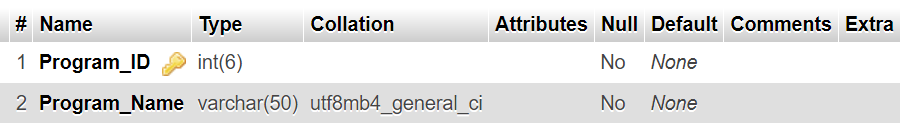 # Name Type Collation Attributes Null Default Comments Extra
1 Program_ID int(6) No None
2 Program_Name varchar(50) utf8mb4_general_ci No None